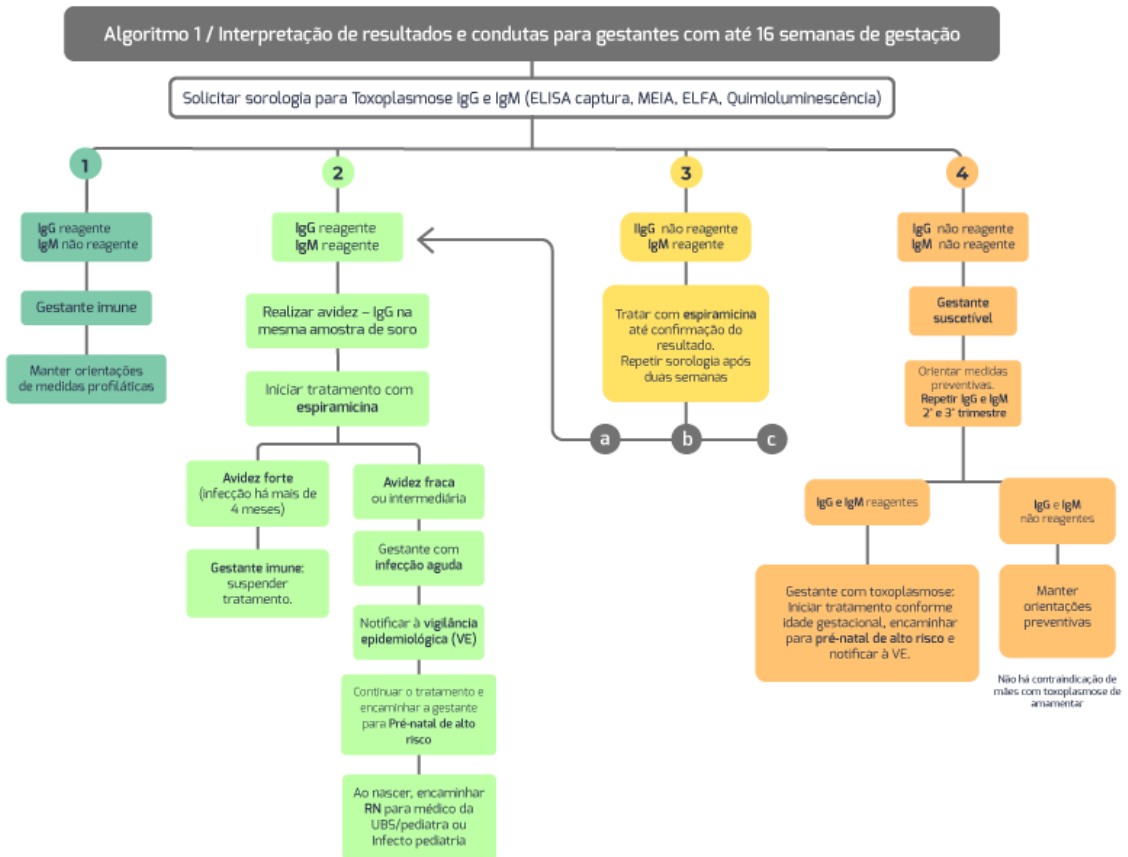 Algoritmo 1 / Interpretação de resultados e condutas para gestantes com até 16 semanas de gestação
Solicitar sorologia para Toxoplasmose IgG e IgM (ELISA captura, MEIA, ELFA, Quimioluminescência)
1
IgG reagente
IgM não reagente
Gestante imune
Manter orientações
de medidas profiláticas
2
IgG reagente
IgM reagente
Realizar avidez – IgG na
mesma amostra de soro
Iniciar tratamento com
espiramicina
Avidez forte
(infecção há mais de
4 meses)
Gestante imune:
suspender
tratamento.
Avidez fraca
ou intermediária
Gestante com
infecção aguda
Notificar à vigilância
epidemiológica (VE)
Continuar o tratamento e
encaminhar a gestante
para Pré-natal de alto
risco
Ao nascer, encaminhar
RN para médico da
UBS/pediatra ou
Infecto pediatria
3
IIgG não reagente
IgM reagente
Tratar com espiramicina
até confirmação do
resultado.
Repetir sorologia após
duas semanas
a
b
c
4
IgG não reagente
IgM não reagente
Gestante
suscetível
Orientar medidas
preventivas.
Repetir IgG e IgM
2° e 3° trimestre
IgG e IgM reagentes
Gestante com toxoplasmose:
Iniciar tratamento conforme
idade gestacional, encaminhar
para pré-natal de alto risco e
notificar à VE.
IgG e IgM
não reagentes
Manter
orientações
preventivas
Não há contraindicação de
mães com toxoplasmose de
amamentar